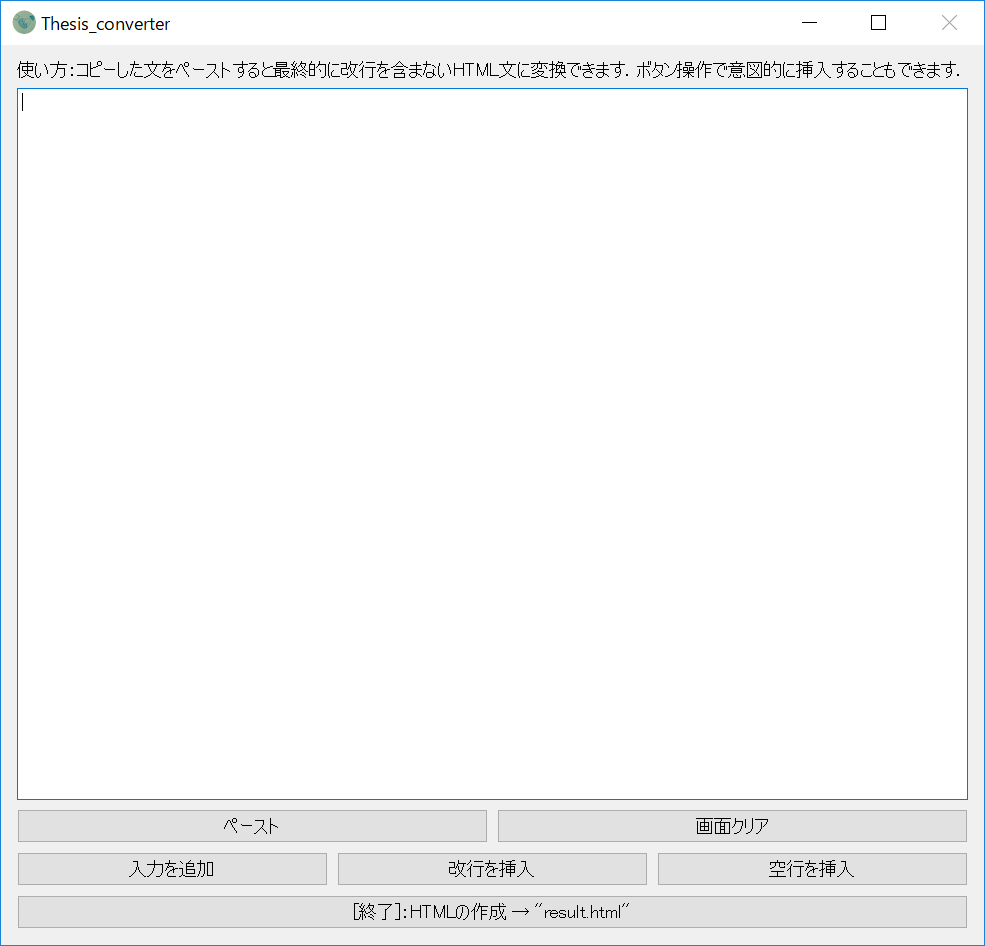 Thesis_converter
使い方：コピーした文をペーストすると最終的に改行を含まないHTML文に変換できます．ボタン操作で意図的に挿入することもできます．
ペースト
画面クリア
入力を追加
改行を挿入
空行を挿入
[終了]：HTMLの作成 → "result.html"